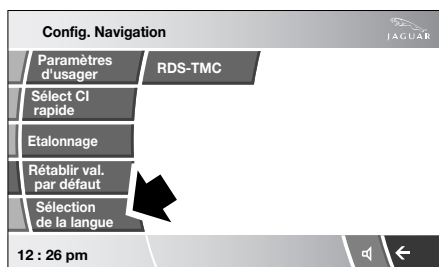 Config. Navigation
JAGUAR
Paramètres
d'usager
RDS-TMC
Sélect CI
rapide
Etalonnage
Rétablir val.
par défaut
Sélection
de la langue
12 : 26 pm